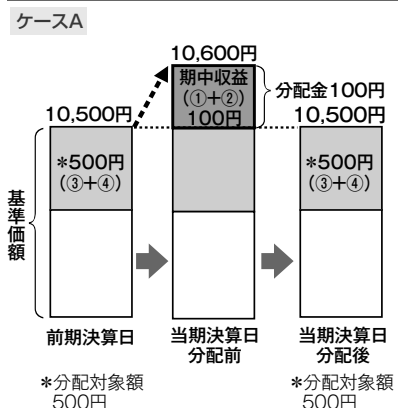 ケースA
10,600円
期中収益
(①+②)
100円
分配金100円
10,500円
10,500円
*500円
(③+④)
*500円
(③+④)
基準価額
前期決算日
当期決算日
分配前
当期決算日
分配後
*分配対象額
500円
*分配対象額
500円